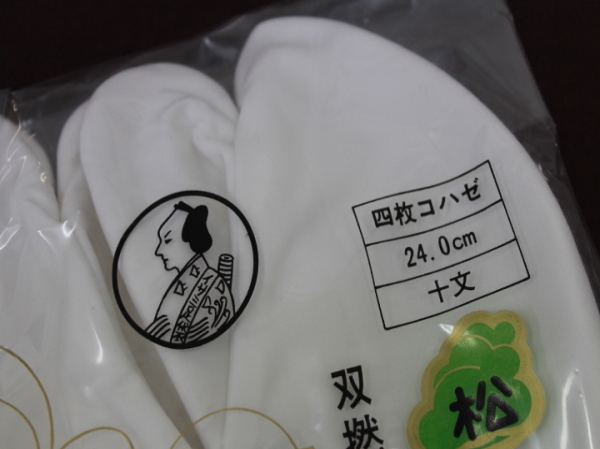 四枚コハゼ
24.0cm
十文
双撚
松